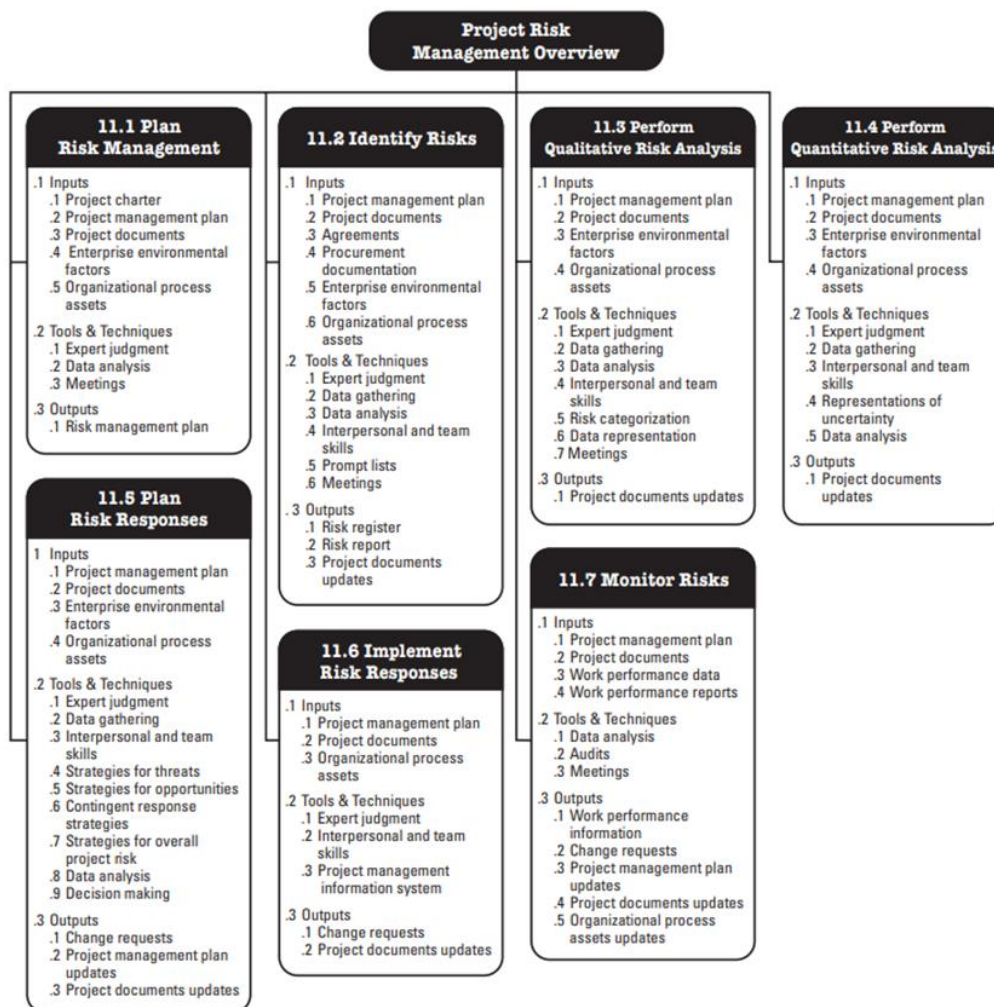 Project Risk
Management Overview
11.1 Plan
Risk Management
.1 Inputs
.1 Project charter
.2 Project management plan
.3 Project documents
.4 Enterprise environmental
factors
.5 Organizational process
assets
.2 Tools & Techniques
.1 Expert judgment
.2 Data analysis
.3 Meetings
.3 Outputs
.1 Risk management plan
11.2 Identify Risks
.1 Inputs
.1 Project management plan
.2 Project documents
.3 Agreements
.4 Procurement
documentation
.5 Enterprise environmental
factors
.6 Organizational process
assets
.2 Tools & Techniques
.1 Expert judgment
.2 Data gathering
.3 Data analysis
.4 Interpersonal and team
skills
.5 Prompt lists
.6 Meetings
. 3 Outputs
.1 Risk register
.2 Risk report
.3 Project documents
updates
11.3 Perform
Qualitative Risk Analysis
.1 Inputs
.1 Project management plan
.2 Project documents
.3 Enterprise environmental
factors
.4 Organizational process
assets
.2 Tools & Techniques
.1 Expert judgment
.2 Data gathering
.3 Data analysis
.4 Interpersonal and team
skills
.5 Risk categorization
.6 Data representation
.7 Meetings
.3 Outputs
.1 Project documents updates
11.4 Perform
Quantitative Risk Analysis
.1 Inputs
.1 Project management plan
.2 Project documents
.3 Enterprise environmental
factors
.4 Organizational process
assets
.2 Tools & Techniques
.1 Expert judgment
.2 Data gathering
.3 Interpersonal and team
skills
.4 Representations of
uncertainty
.5 Data analysis
.3 Outputs
.1 Project documents
updates
11.5 Plan
Risk Responses
1 Inputs
.1 Project management plan
.2 Project documents
.3 Enterprise environmental
factors
.4 Organizational process
assets
.2 Tools & Techniques
.1 Expert judgment
.2 Data gathering
.3 Interpersonal and team
skills
.4 Strategies for threats
.5 Strategies for opportunities
.6 Contingent response
strategies
.7 Strategies for overall
project risk
.8 Data analysis
.9 Decision making
.3 Outputs
.1 Change requests
.2 Project management plan
updates
.3 Project documents updates
11.6 Implement
Risk Responses
.1 Inputs
.1 Project management plan
.2 Project documents
.3 Organizational process
assets
.2 Tools & Techniques
.1 Expert judgment
.2 Interpersonal and team
skills
.3 Project management
information system
.3 Outputs
.1 Change requests
.2 Project documents updates
11.7 Monitor Risks
.1 Inputs
.1 Project management plan
.2 Project documents
.3 Work performance data
.4 Work performance reports
.2 Tools & Techniques
.1 Data analysis
.2 Audits
.3 Meetings
.3 Outputs
.1 Work performance
information
.2 Change requests
.3 Project management plan
updates
.4 Project documents updates
.5 Organizational process
assets updates